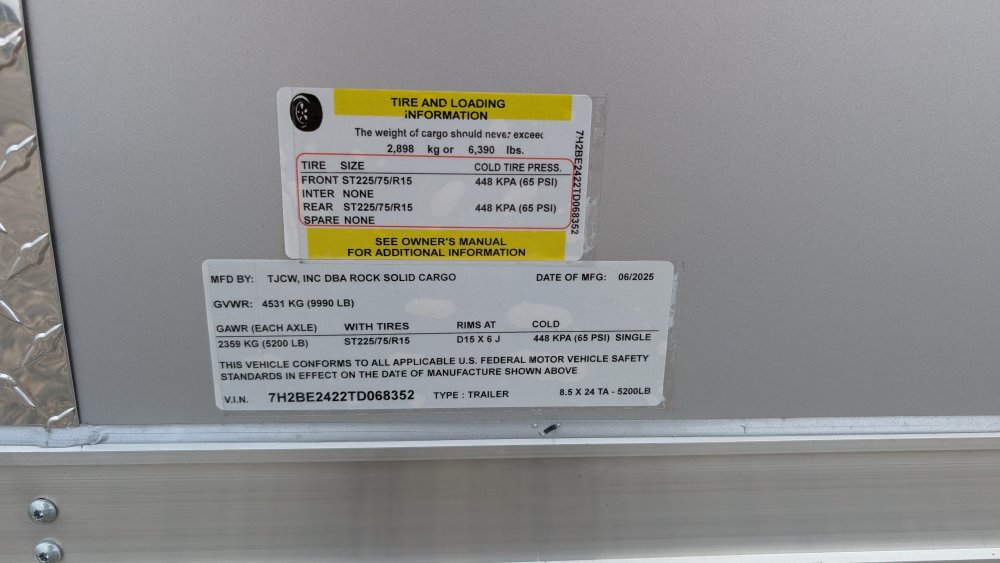 TIRE AND LOADING
INFORMATION
The weight of cargo should never exceed
2,898 kg or 6,390 lbs.
TIRE SIZE COLD TIRE PRESS.
FRONT ST225/75/R15 448 KPA (65 PSI)
INTER NONE
REAR ST225/75/R15 448 KPA (65 PSI)
SPARE NONE
SEE OWNER'S MANUAL
FOR ADDITIONAL INFORMATION
7H2BE2422TD068352
MFD BY: TJCW, INC DBA ROCK SOLID CARGO DATE OF MFG: 06/2025
GVWR: 4531 KG (9990 LB)
GAWR (EACH AXLE) WITH TIRES RIMS AT COLD
2359 KG (5200 LB) ST225/75/R15 D15 X 6 J 448 KPA (65 PSI) SINGLE
THIS VEHICLE CONFORMS TO ALL APPLICABLE U.S. FEDERAL MOTOR VEHICLE SAFETY
STANDARDS IN EFFECT ON THE DATE OF MANUFACTURE SHOWN ABOVE
V.I.N. 7H2BE2422TD068352 TYPE : TRAILER 8.5 X 24 TA - 5200LB